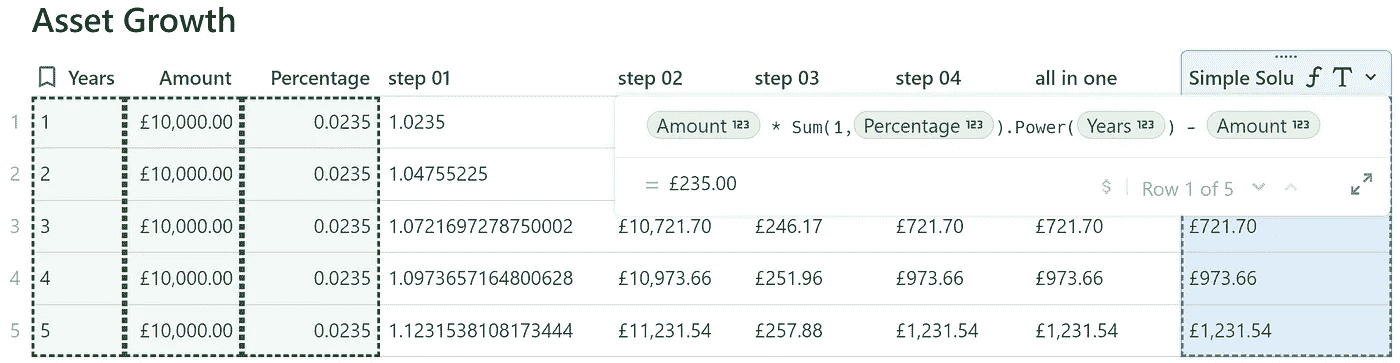 Asset Growth
Years Amount Percentage step 01 step 02 step 03 step 04 all in one Simple Solu f T
1 1 £10,000.00 0.0235 1.0235 Amount 123 * Sum(1, Percentage 123 ).Power( Years 123 ) - Amount 123
2 2 £10,000.00 0.0235 1.04755225 = £235.00 $ Row 1 of 5
3 3 £10,000.00 0.0235 1.0721697278750002 £10,721.70 £246.17 £721.70 £721.70 £721.70
4 4 £10,000.00 0.0235 1.0973657164800628 £10,973.66 £251.96 £973.66 £973.66 £973.66
5 5 £10,000.00 0.0235 1.1231538108173444 £11,231.54 £257.88 £1,231.54 £1,231.54 £1,231.54